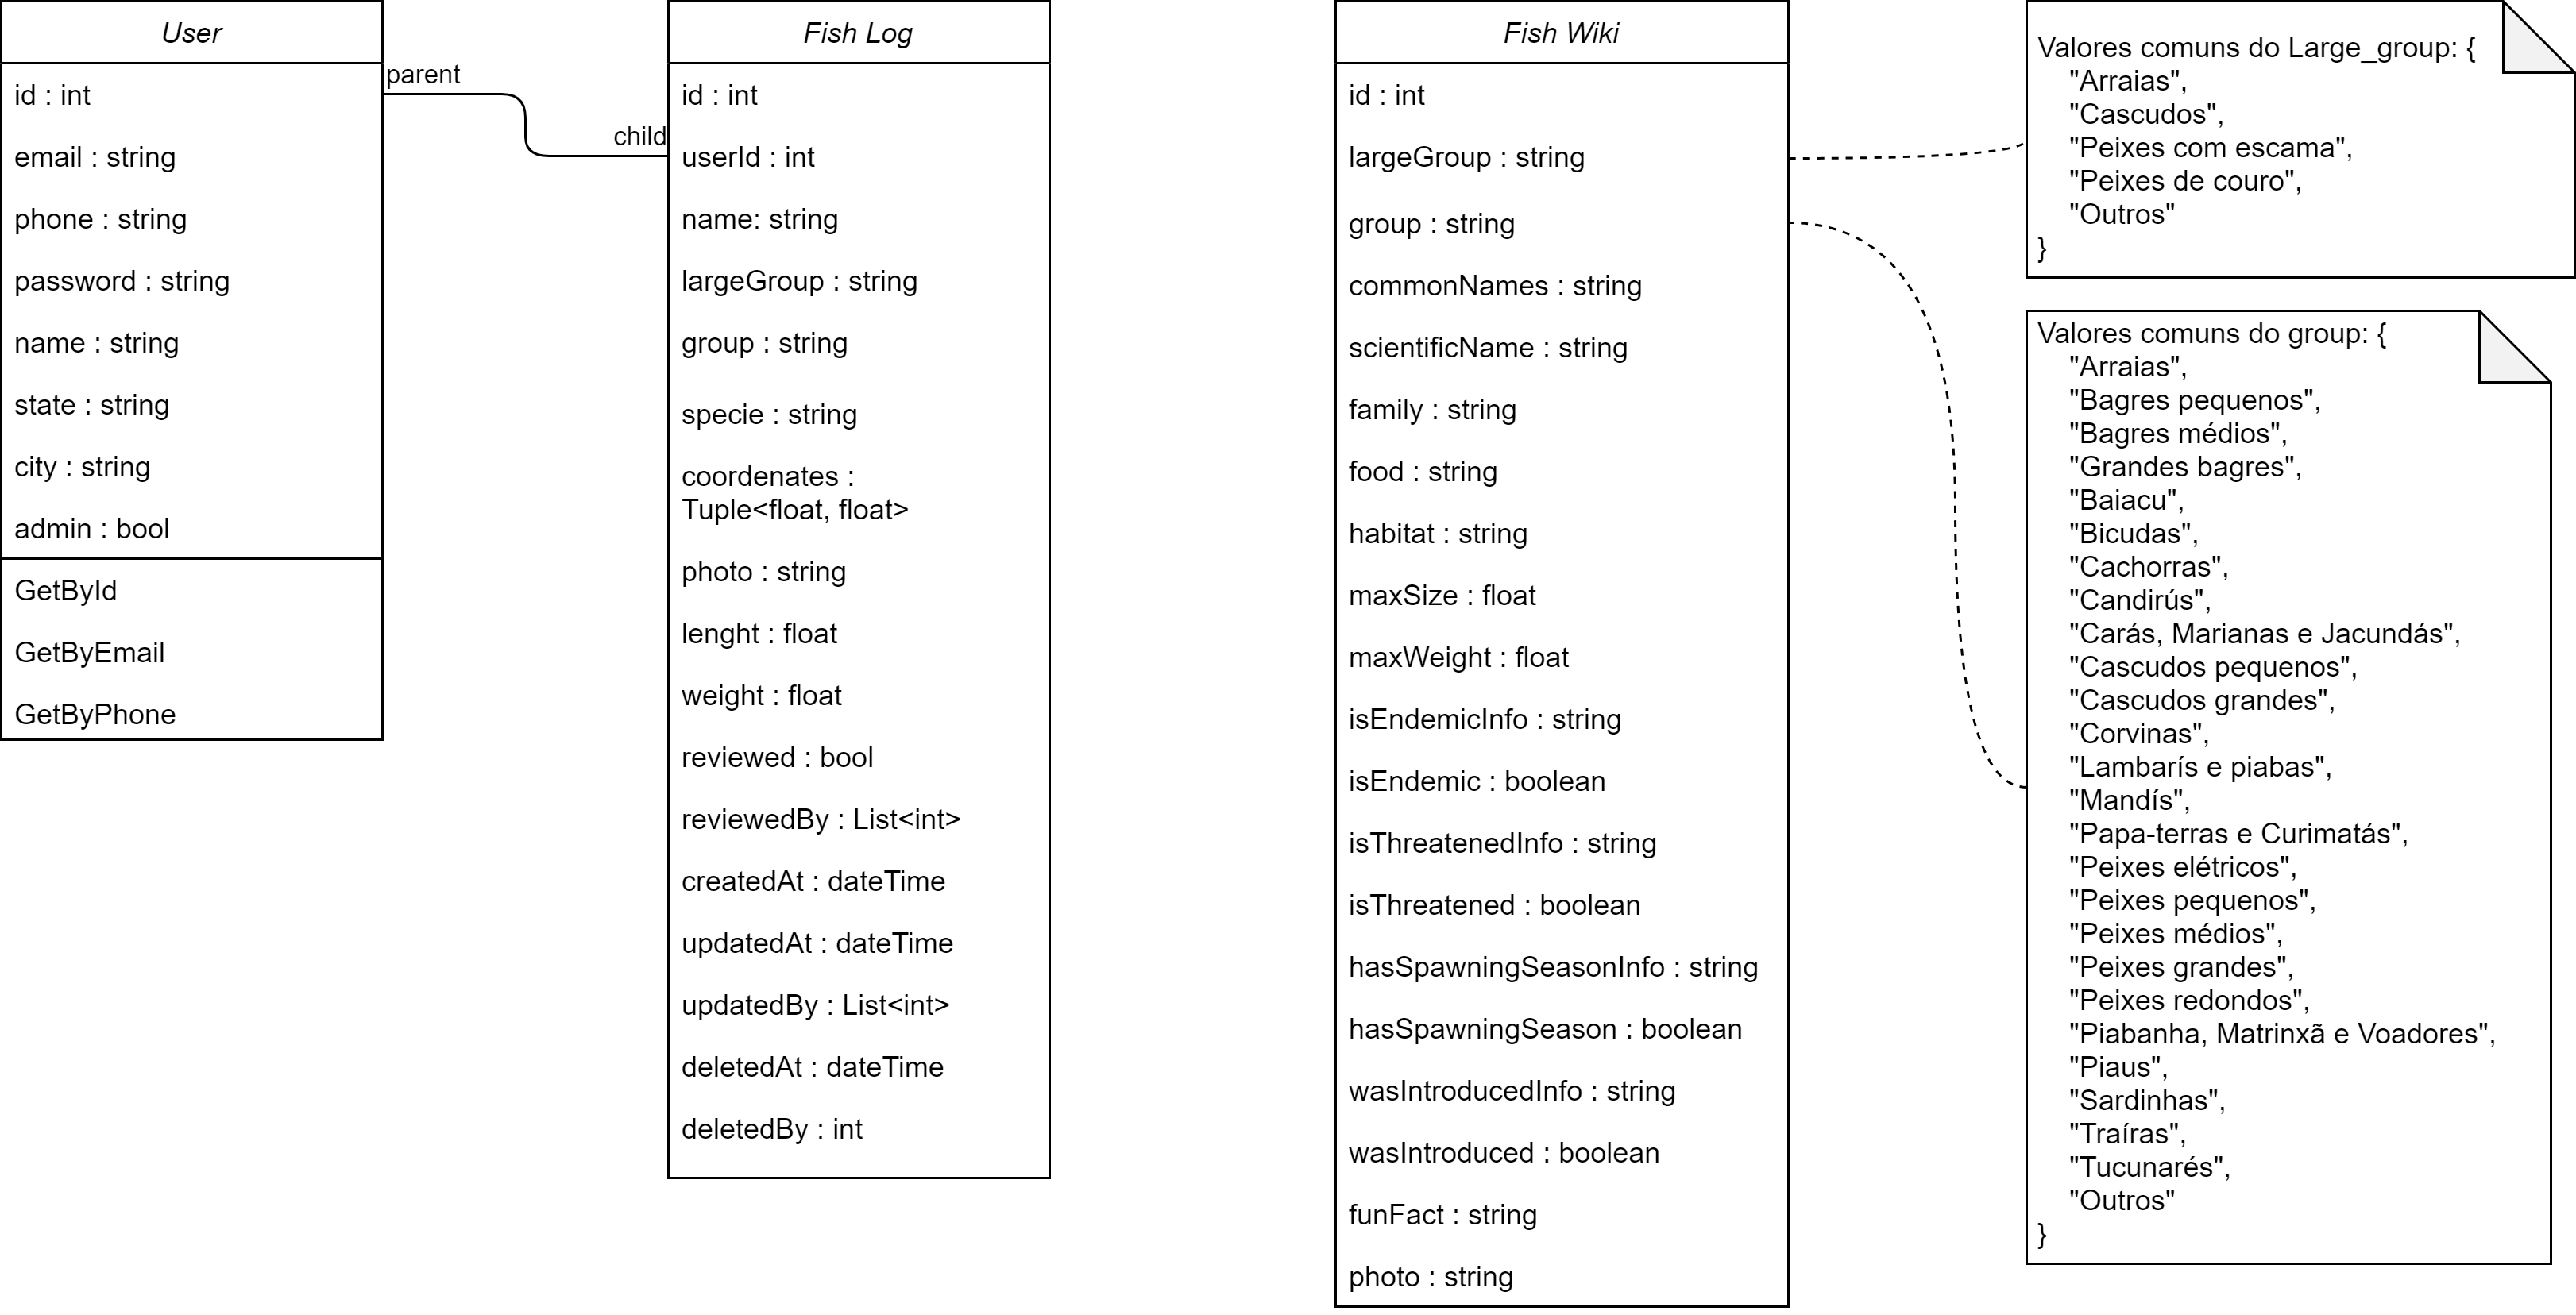 User
id : int
email : string
phone : string
password : string
name : string
state : string
city : string
admin : bool
GetById
GetByEmail
GetByPhone
parent
child
Fish Log
id : int
userId : int
name: string
largeGroup : string
group : string
specie : string
coordenates :
Tuple<float, float>
photo : string
lenght : float
weight : float
reviewed : bool
reviewedBy : List<int>
createdAt : dateTime
updatedAt : dateTime
updatedBy : List<int>
deletedAt : dateTime
deletedBy : int
Fish Wiki
id : int
largeGroup : string
group : string
commonNames : string
scientificName : string
family : string
food : string
habitat : string
maxSize : float
maxWeight : float
isEndemicInfo : string
isEndemic : boolean
isThreatenedInfo : string
isThreatened : boolean
hasSpawningSeasonInfo : string
hasSpawningSeason : boolean
wasIntroducedInfo : string
wasIntroduced : boolean
funFact : string
photo : string
Valores comuns do Large_group: {
"Arraias",
"Cascudos",
"Peixes com escama",
"Peixes de couro",
"Outros"
}
Valores comuns do group: {
"Arraias",
"Bagres pequenos",
"Bagres médios",
"Grandes bagres",
"Baiacu",
"Bicudas",
"Cachorras",
"Candirús",
"Carás, Marianas e Jacundás",
"Cascudos pequenos",
"Cascudos grandes",
"Corvinas",
"Lambarís e piabas",
"Mandís",
"Papa-terras e Curimatás",
"Peixes elétricos",
"Peixes pequenos",
"Peixes médios",
"Peixes grandes",
"Peixes redondos",
"Piabanha, Matrinxã e Voadores",
"Piaus",
"Sardinhas",
"Traíras",
"Tucunarés",
"Outros"
}